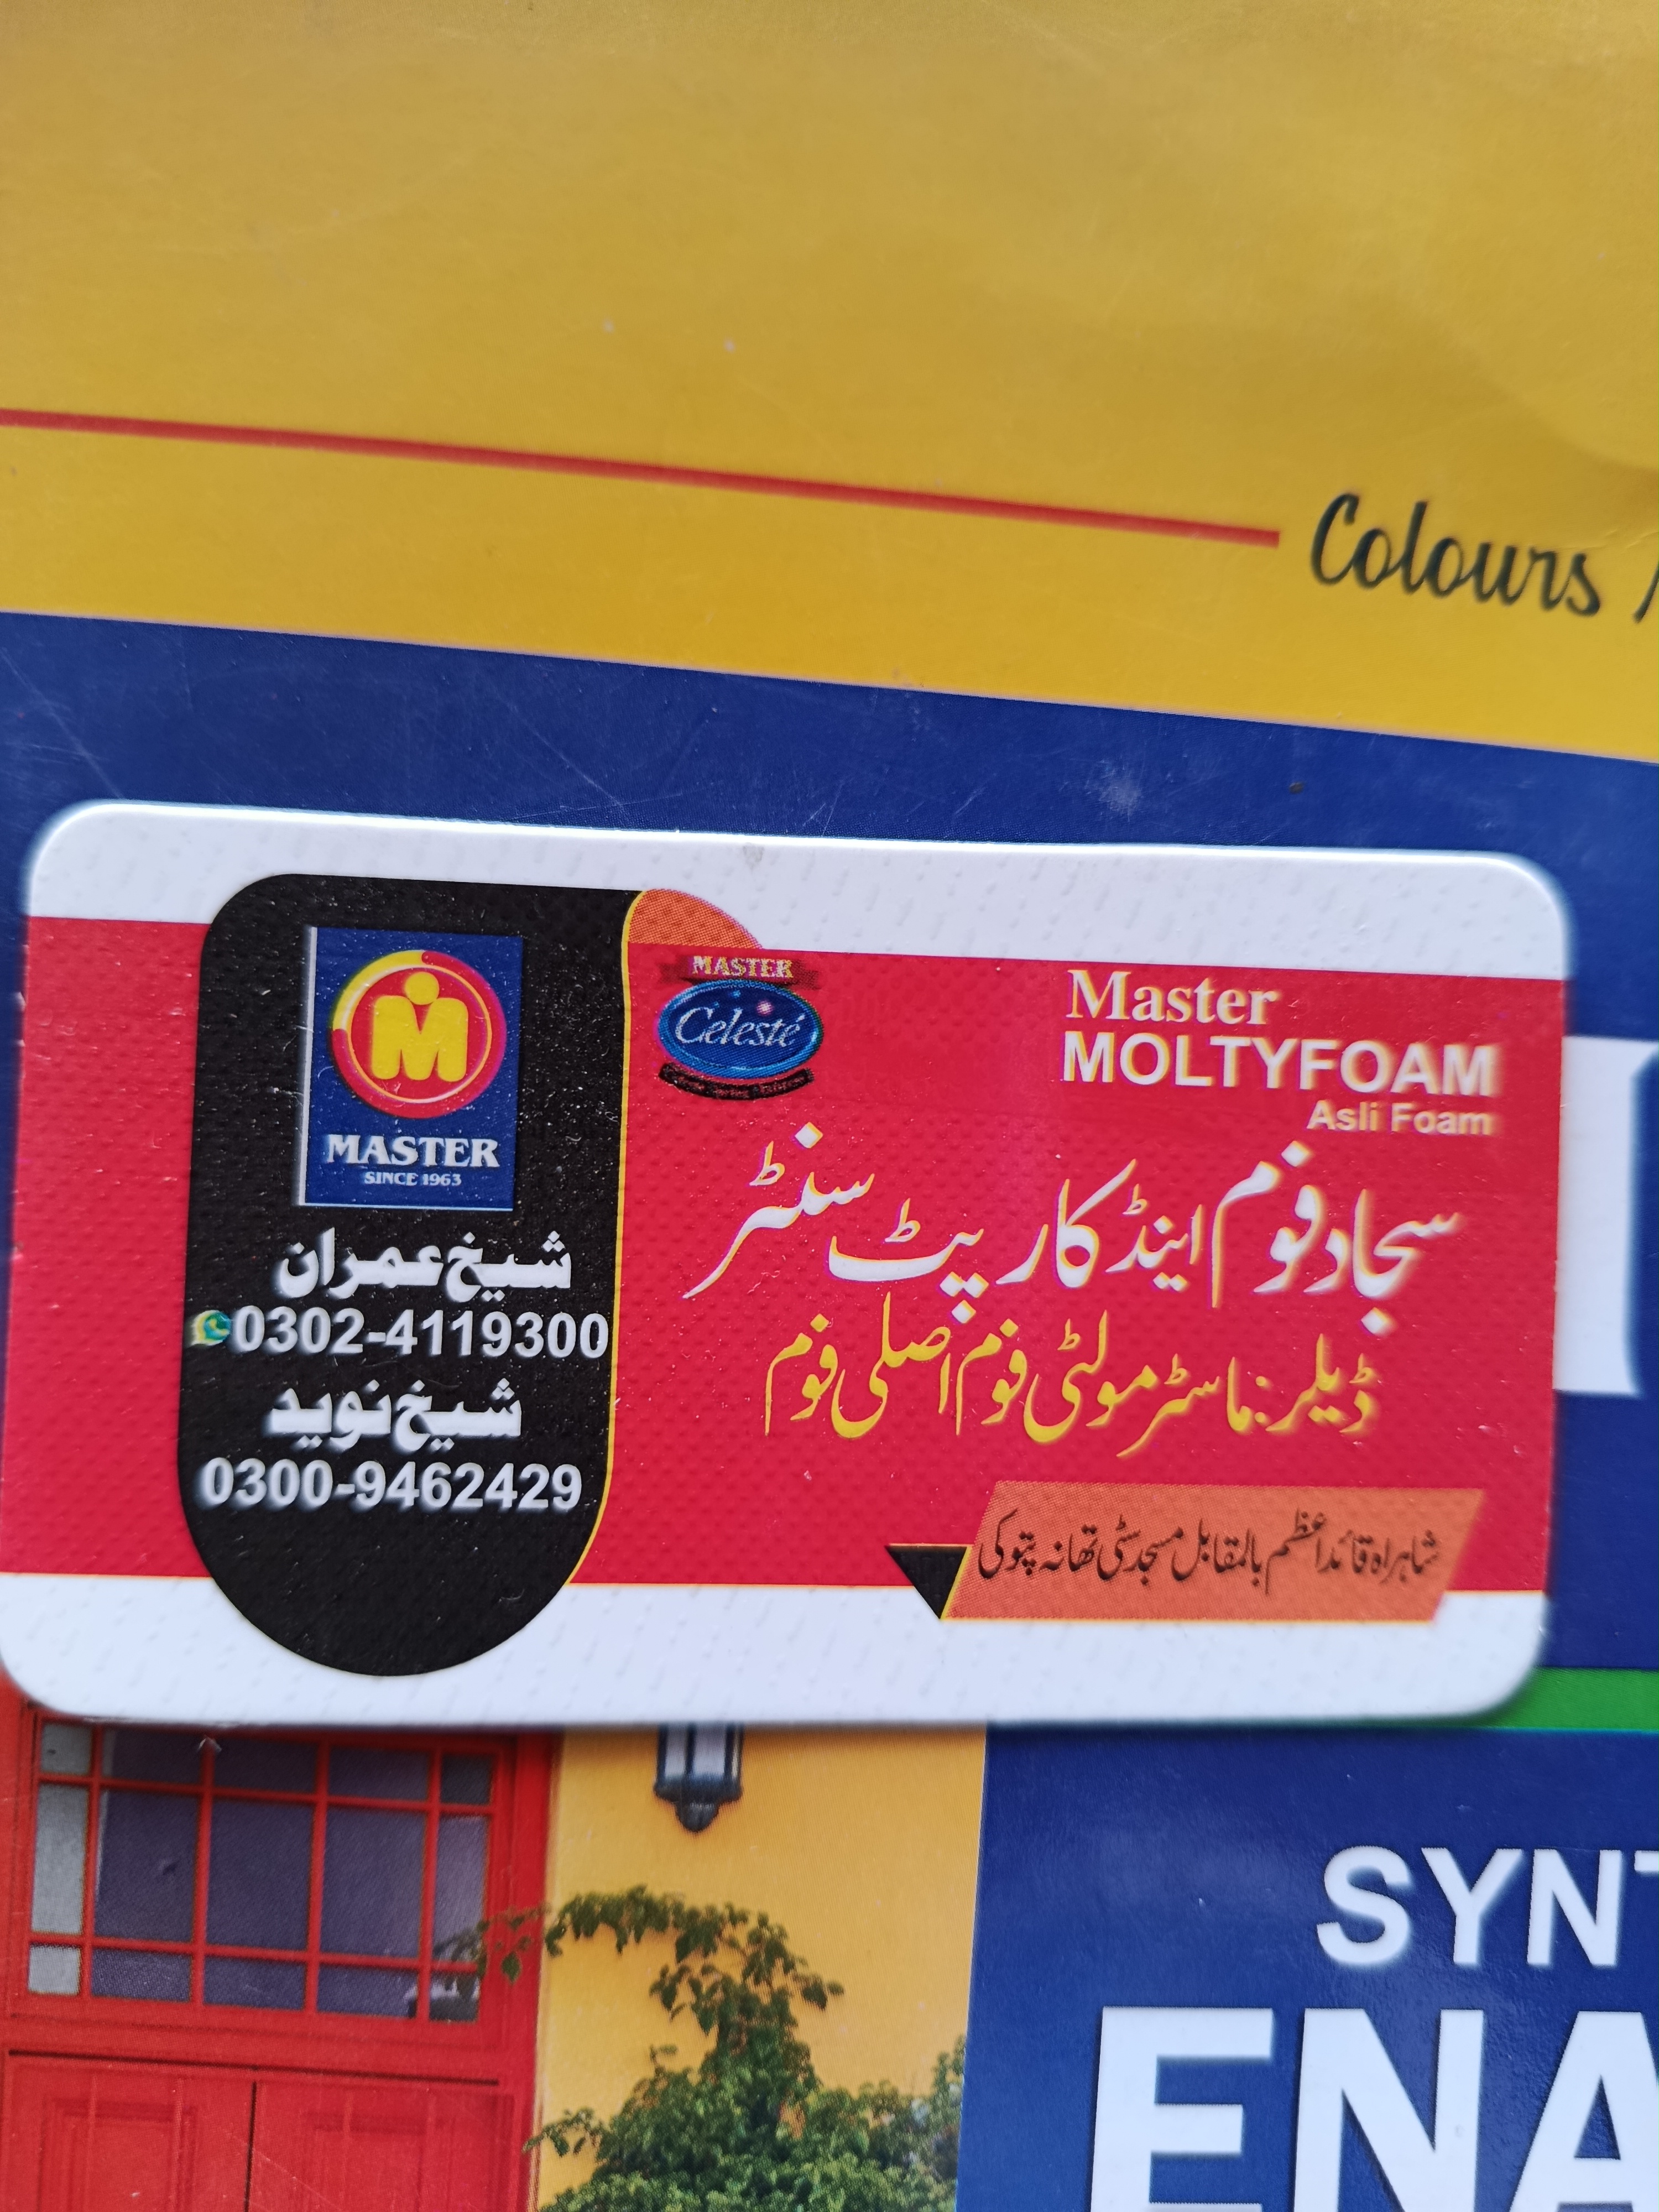 Colours
MASTER
SINCE 1963
شیخ عمران
0302-4119300
شیخ نوید
0300-9462429
MASTER
Celesté
Master
MOLTYFOAM
Asli Foam
سجاد فوم اینڈ کارپٹ سنٹر
ڈیلر: ماسٹر مولٹی فوم اصلی فوم
شاہراہ قائداعظم بالمقابل مسجد سٹی تھانہ پتوکی
SYNT
ENA